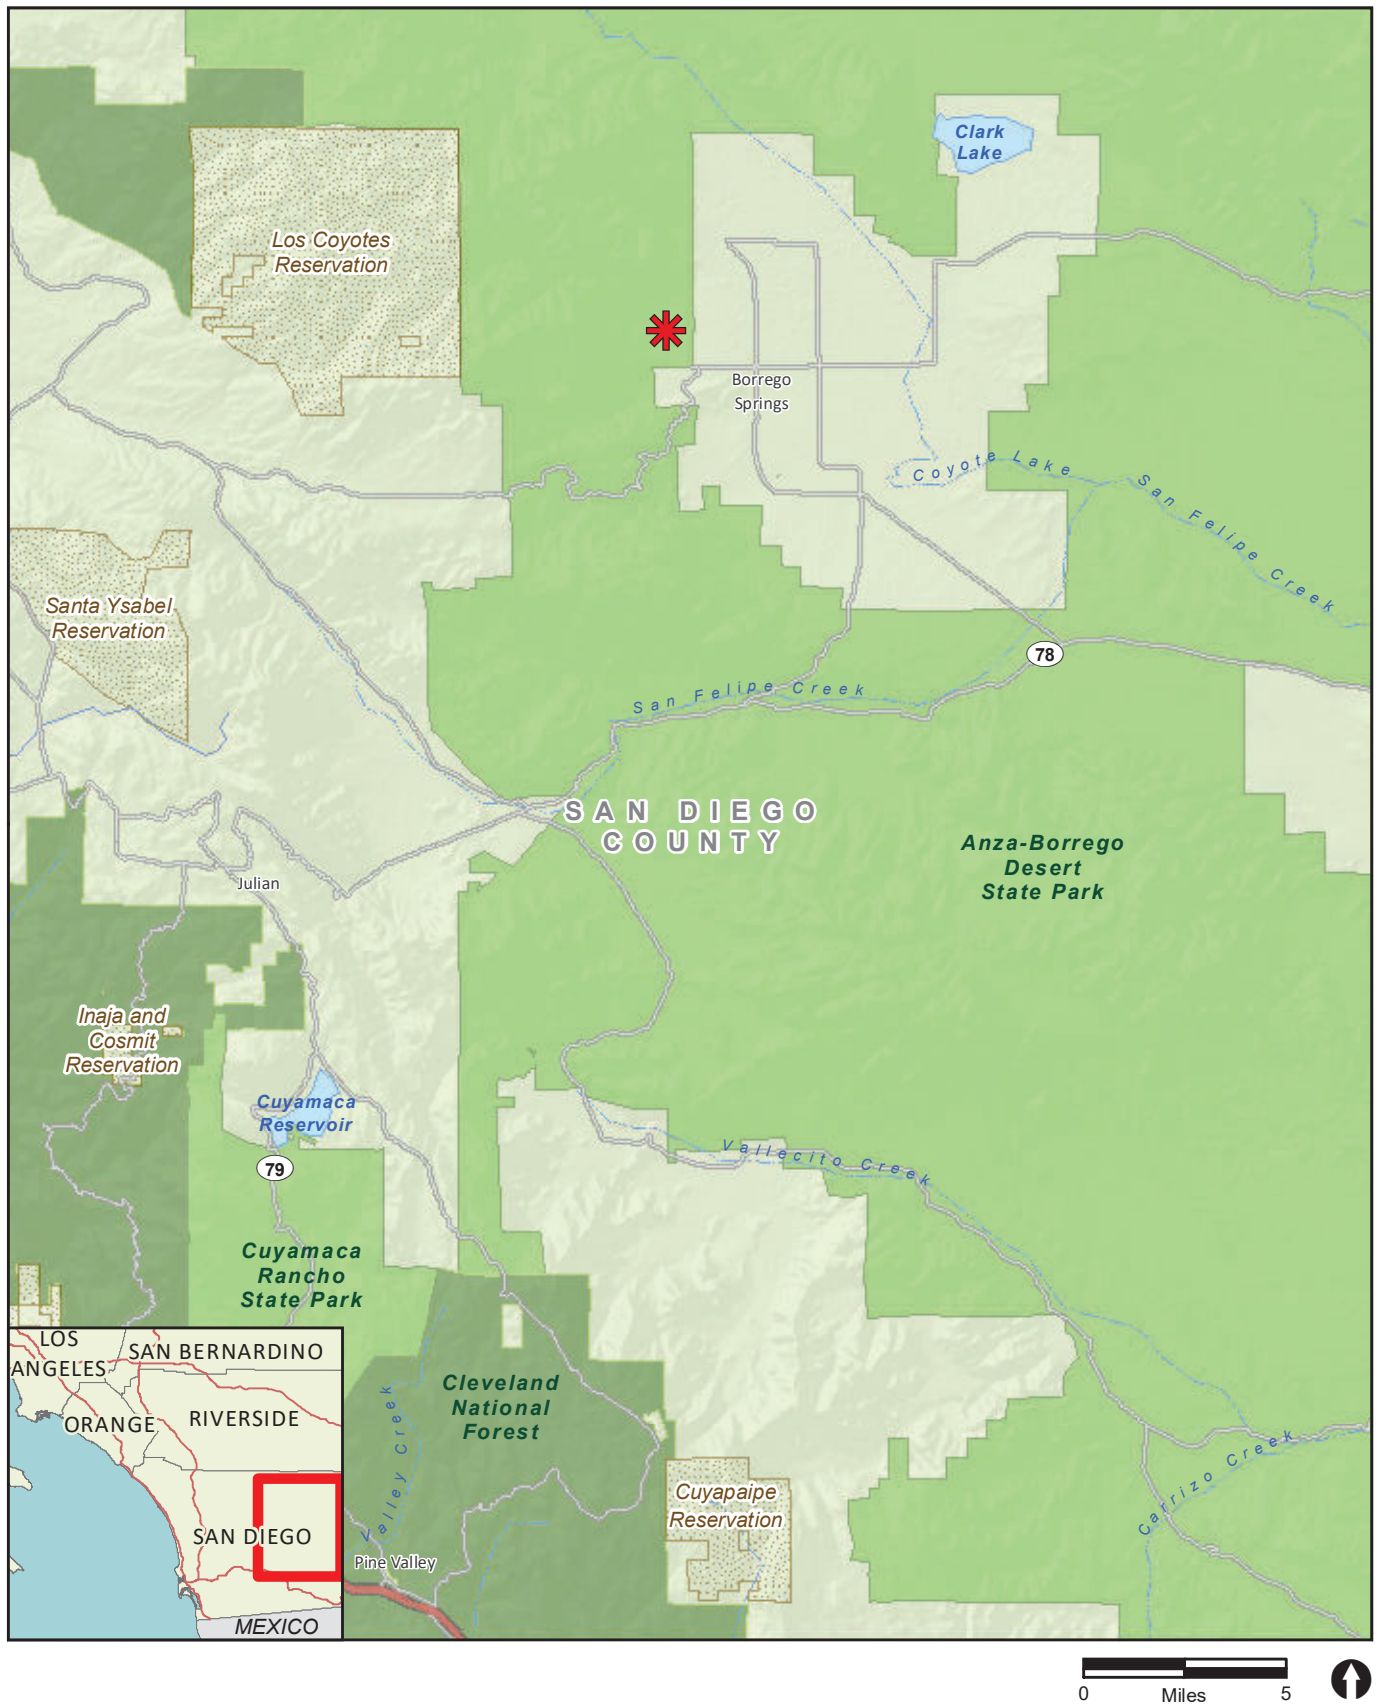 Clark
Lake
Los Coyotes
Reservation
Borrego
Springs
Coyote Lake
San Felipe Creek
Santa Ysabel
Reservation
78
San Felipe Creek
SAN DIEGO
COUNTY
Anza-Borrego
Desert
State Park
Julian
Inaja and
Cosmit
Reservation
Cuyamaca
Reservoir
Vallecito Creek
79
Cuyamaca
Rancho
State Park
Cleveland
National
Forest
Valley Creek
Carrizo Creek
Cuyapaipe
Reservation
Pine Valley
LOS
ANGELES
SAN BERNARDINO
ORANGE
RIVERSIDE
SAN DIEGO
MEXICO
0 Miles 5